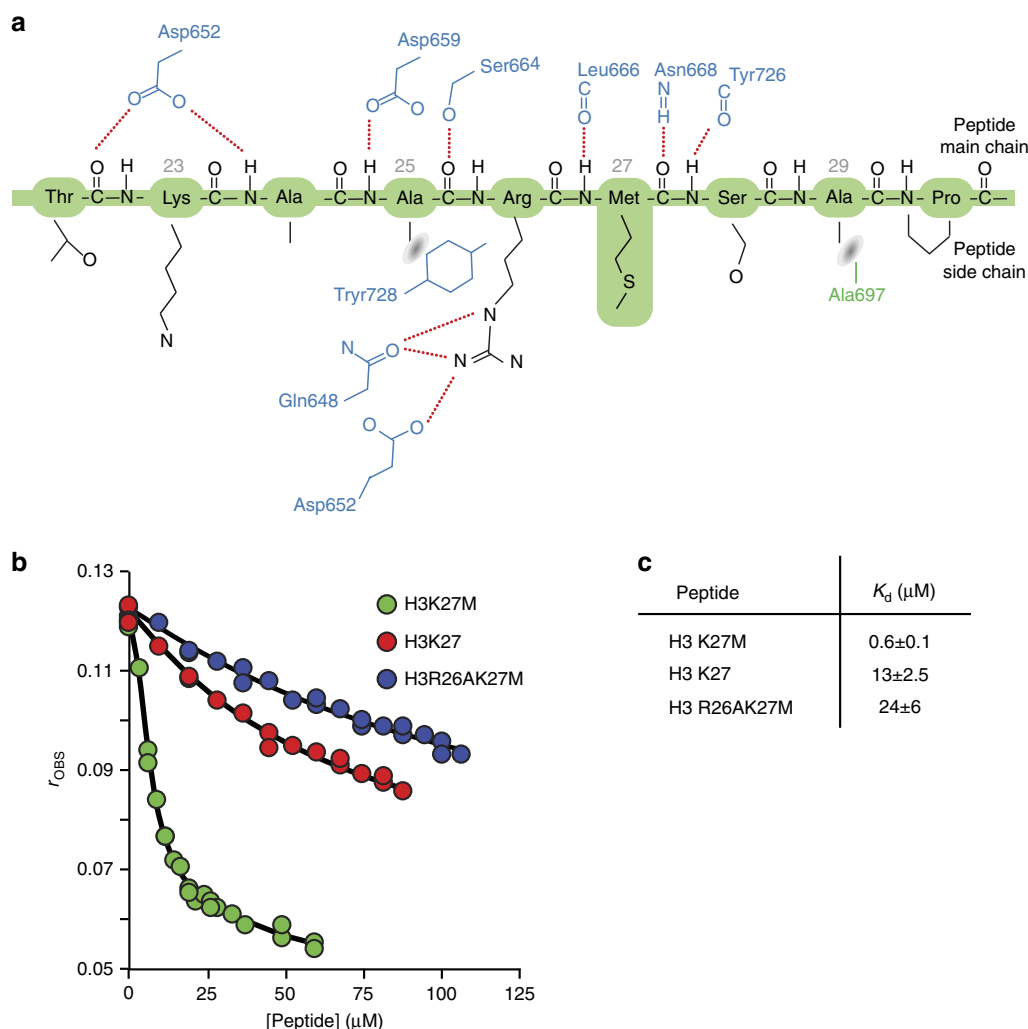 a
Asp652
Asp659
Ser664
Leu666
Asn668
Tyr726
O
O
O
O
O
C
O
N
H
C
O
Peptide
main chain
O H 23 O H O H 25 O H O H 27 O H O H 29 O H O
Thr C N Lys C N Ala C N Ala C N Arg C N Met C N Ser C N Ala C N Pro C
Peptide
side chain
O
N
Tryr728
S
O
Ala697
N
N
O
N
N
Gln648
O
O
Asp652
b
0.13
0.11
0.09
0.07
0.05
rOBS
H3K27M
H3K27
H3R26AK27M
0 25 50 75 100 125
[Peptide] (μM)
c
Peptide Kd (μM)
H3 K27M 0.6±0.1
H3 K27 13±2.5
H3 R26AK27M 24±6